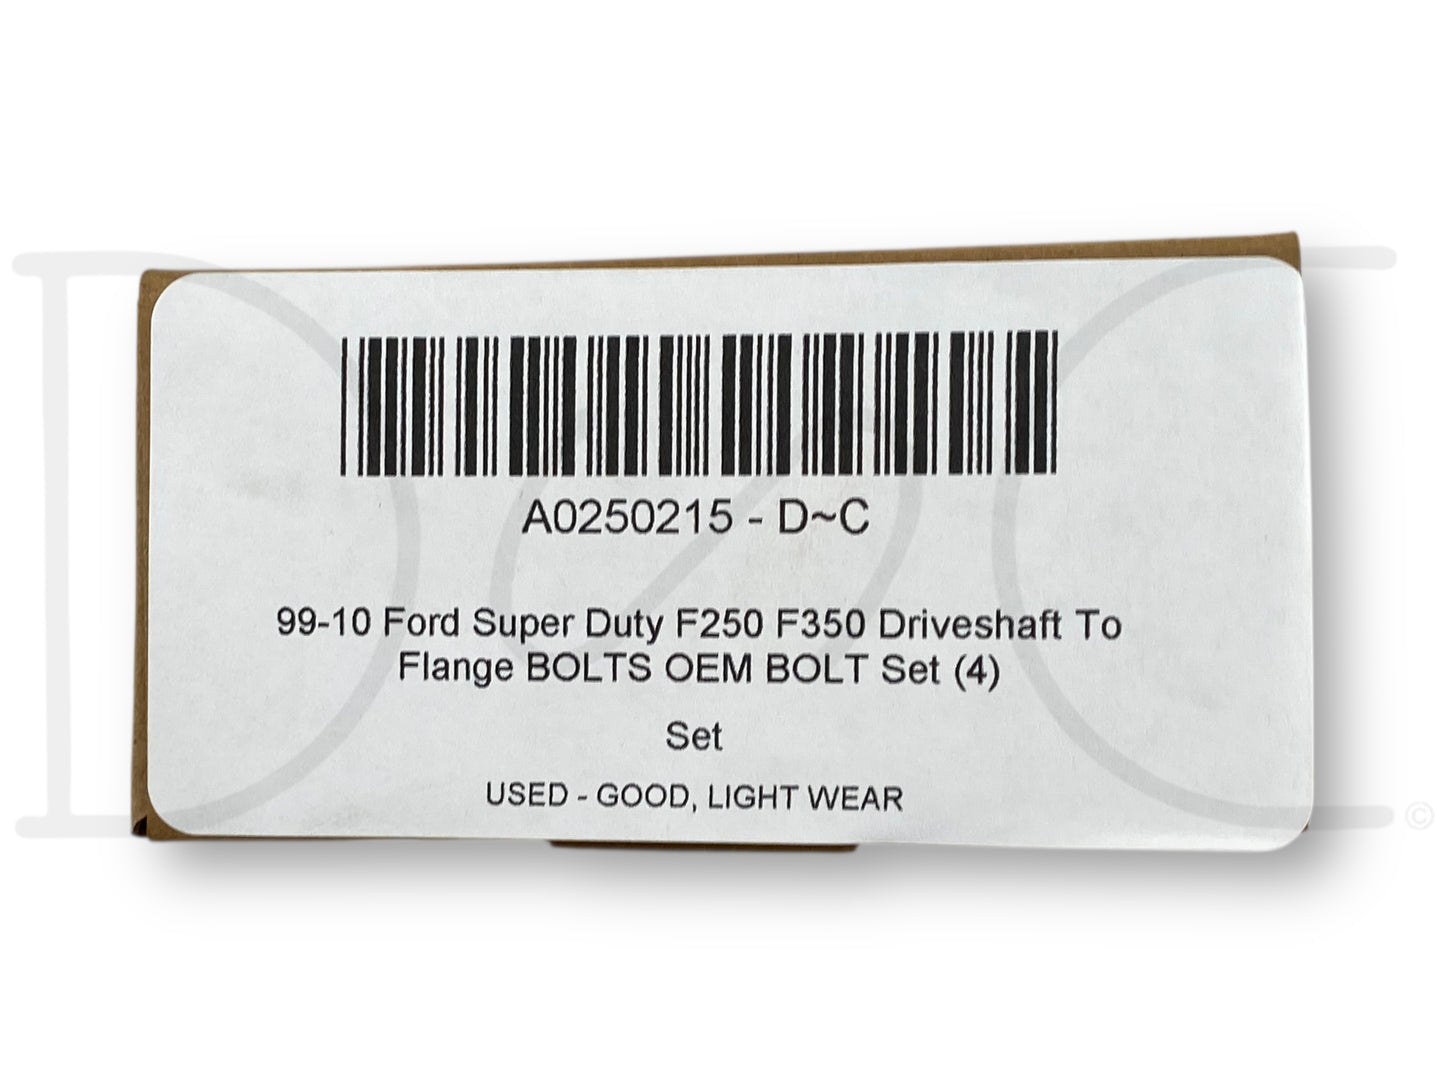 A0250215 - D~C
99-10 Ford Super Duty F250 F350 Driveshaft To
Flange BOLTS OEM BOLT Set (4)
Set
USED - GOOD, LIGHT WEAR
D~C ©